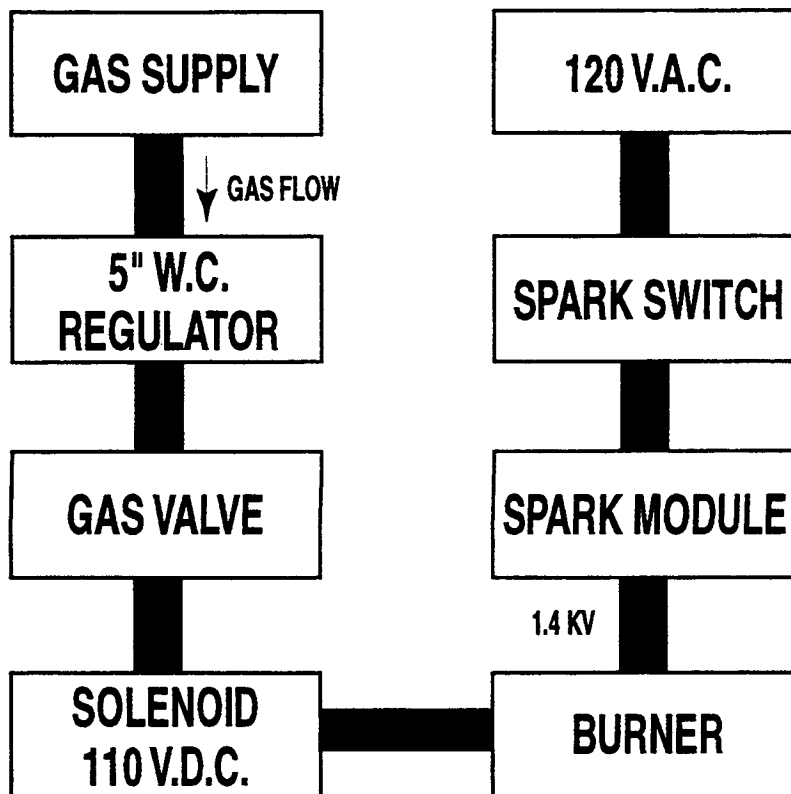 GAS SUPPLY
GAS FLOW
5" W.C.
REGULATOR
GAS VALVE
SOLENOID
110 V.D.C.
120 V.A.C.
SPARK SWITCH
SPARK MODULE
1.4 KV
BURNER